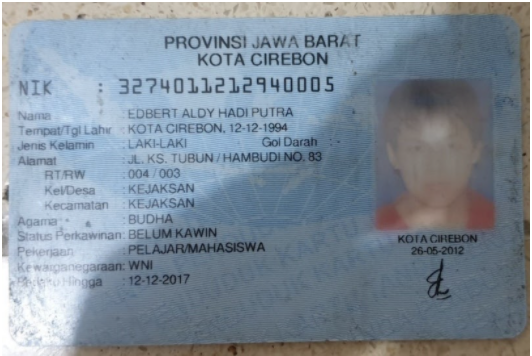 PROVINSI JAWA BARAT
KOTA CIREBON
NIK : 3274011212940005
Nama : EDBERT ALDY HADI PUTRA
Tempat/Tgl Lahir : KOTA CIREBON, 12-12-1994
Jenis Kelamin : LAKI-LAKI Gol Darah :
Alamat : JL. KS. TUBUN / HAMBUDI NO. 83
RT/RW : 004 / 003
Kel/Desa : KEJAKSAN
Kecamatan : KEJAKSAN
Agama : BUDHA
Status Perkawinan: BELUM KAWIN
Pekerjaan : PELAJAR/MAHASISWA
Kewarganegaraan: WNI
Berlaku Hingga : 12-12-2017
KOTA CIREBON
26-05-2012